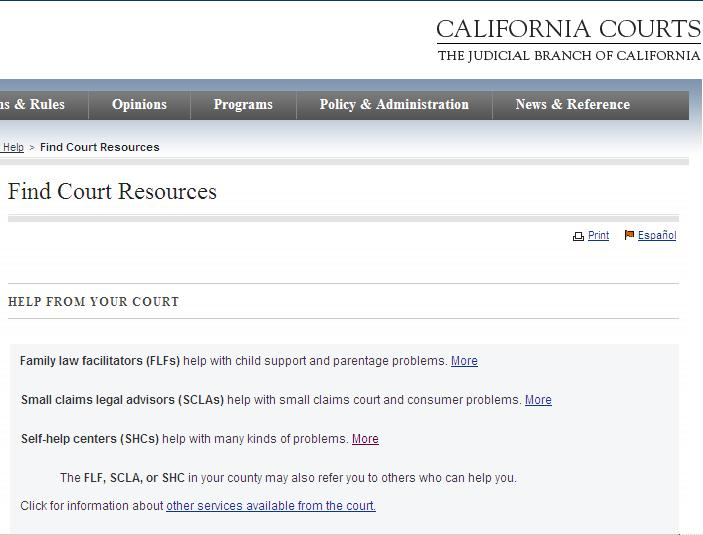 CALIFORNIA COURTS
THE JUDICIAL BRANCH OF CALIFORNIA
& Rules Opinions Programs Policy & Administration News & Reference
Help > Find Court Resources
Find Court Resources
Print Español
HELP FROM YOUR COURT
Family law facilitators (FLFs) help with child support and parentage problems. More
Small claims legal advisors (SCLAs) help with small claims court and consumer problems. More
Self-help centers (SHCs) help with many kinds of problems. More
The FLF, SCLA, or SHC in your county may also refer you to others who can help you.
Click for information about other services available from the court.